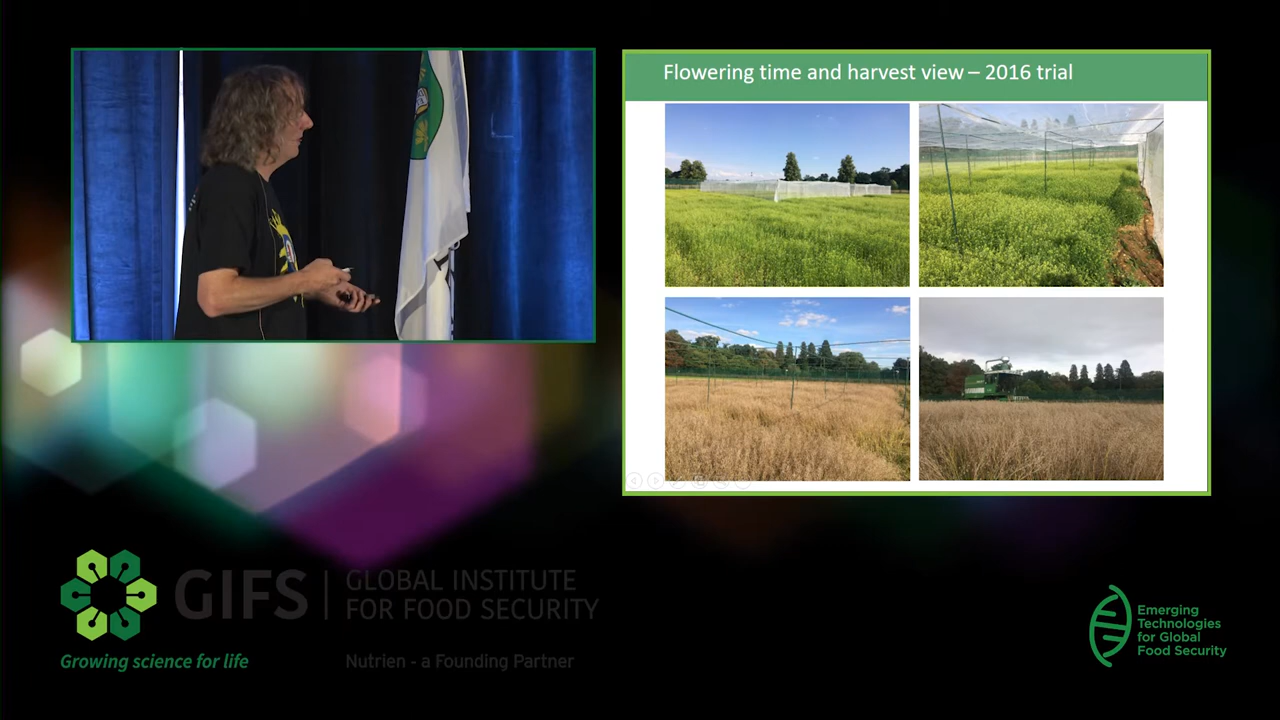 Flowering time and harvest view – 2016 trial
GIFS
GLOBAL INSTITUTE
FOR FOOD SECURITY
Growing science for life
Nutrien - a Founding Partner
Emerging
Technologies
for Global
Food Security